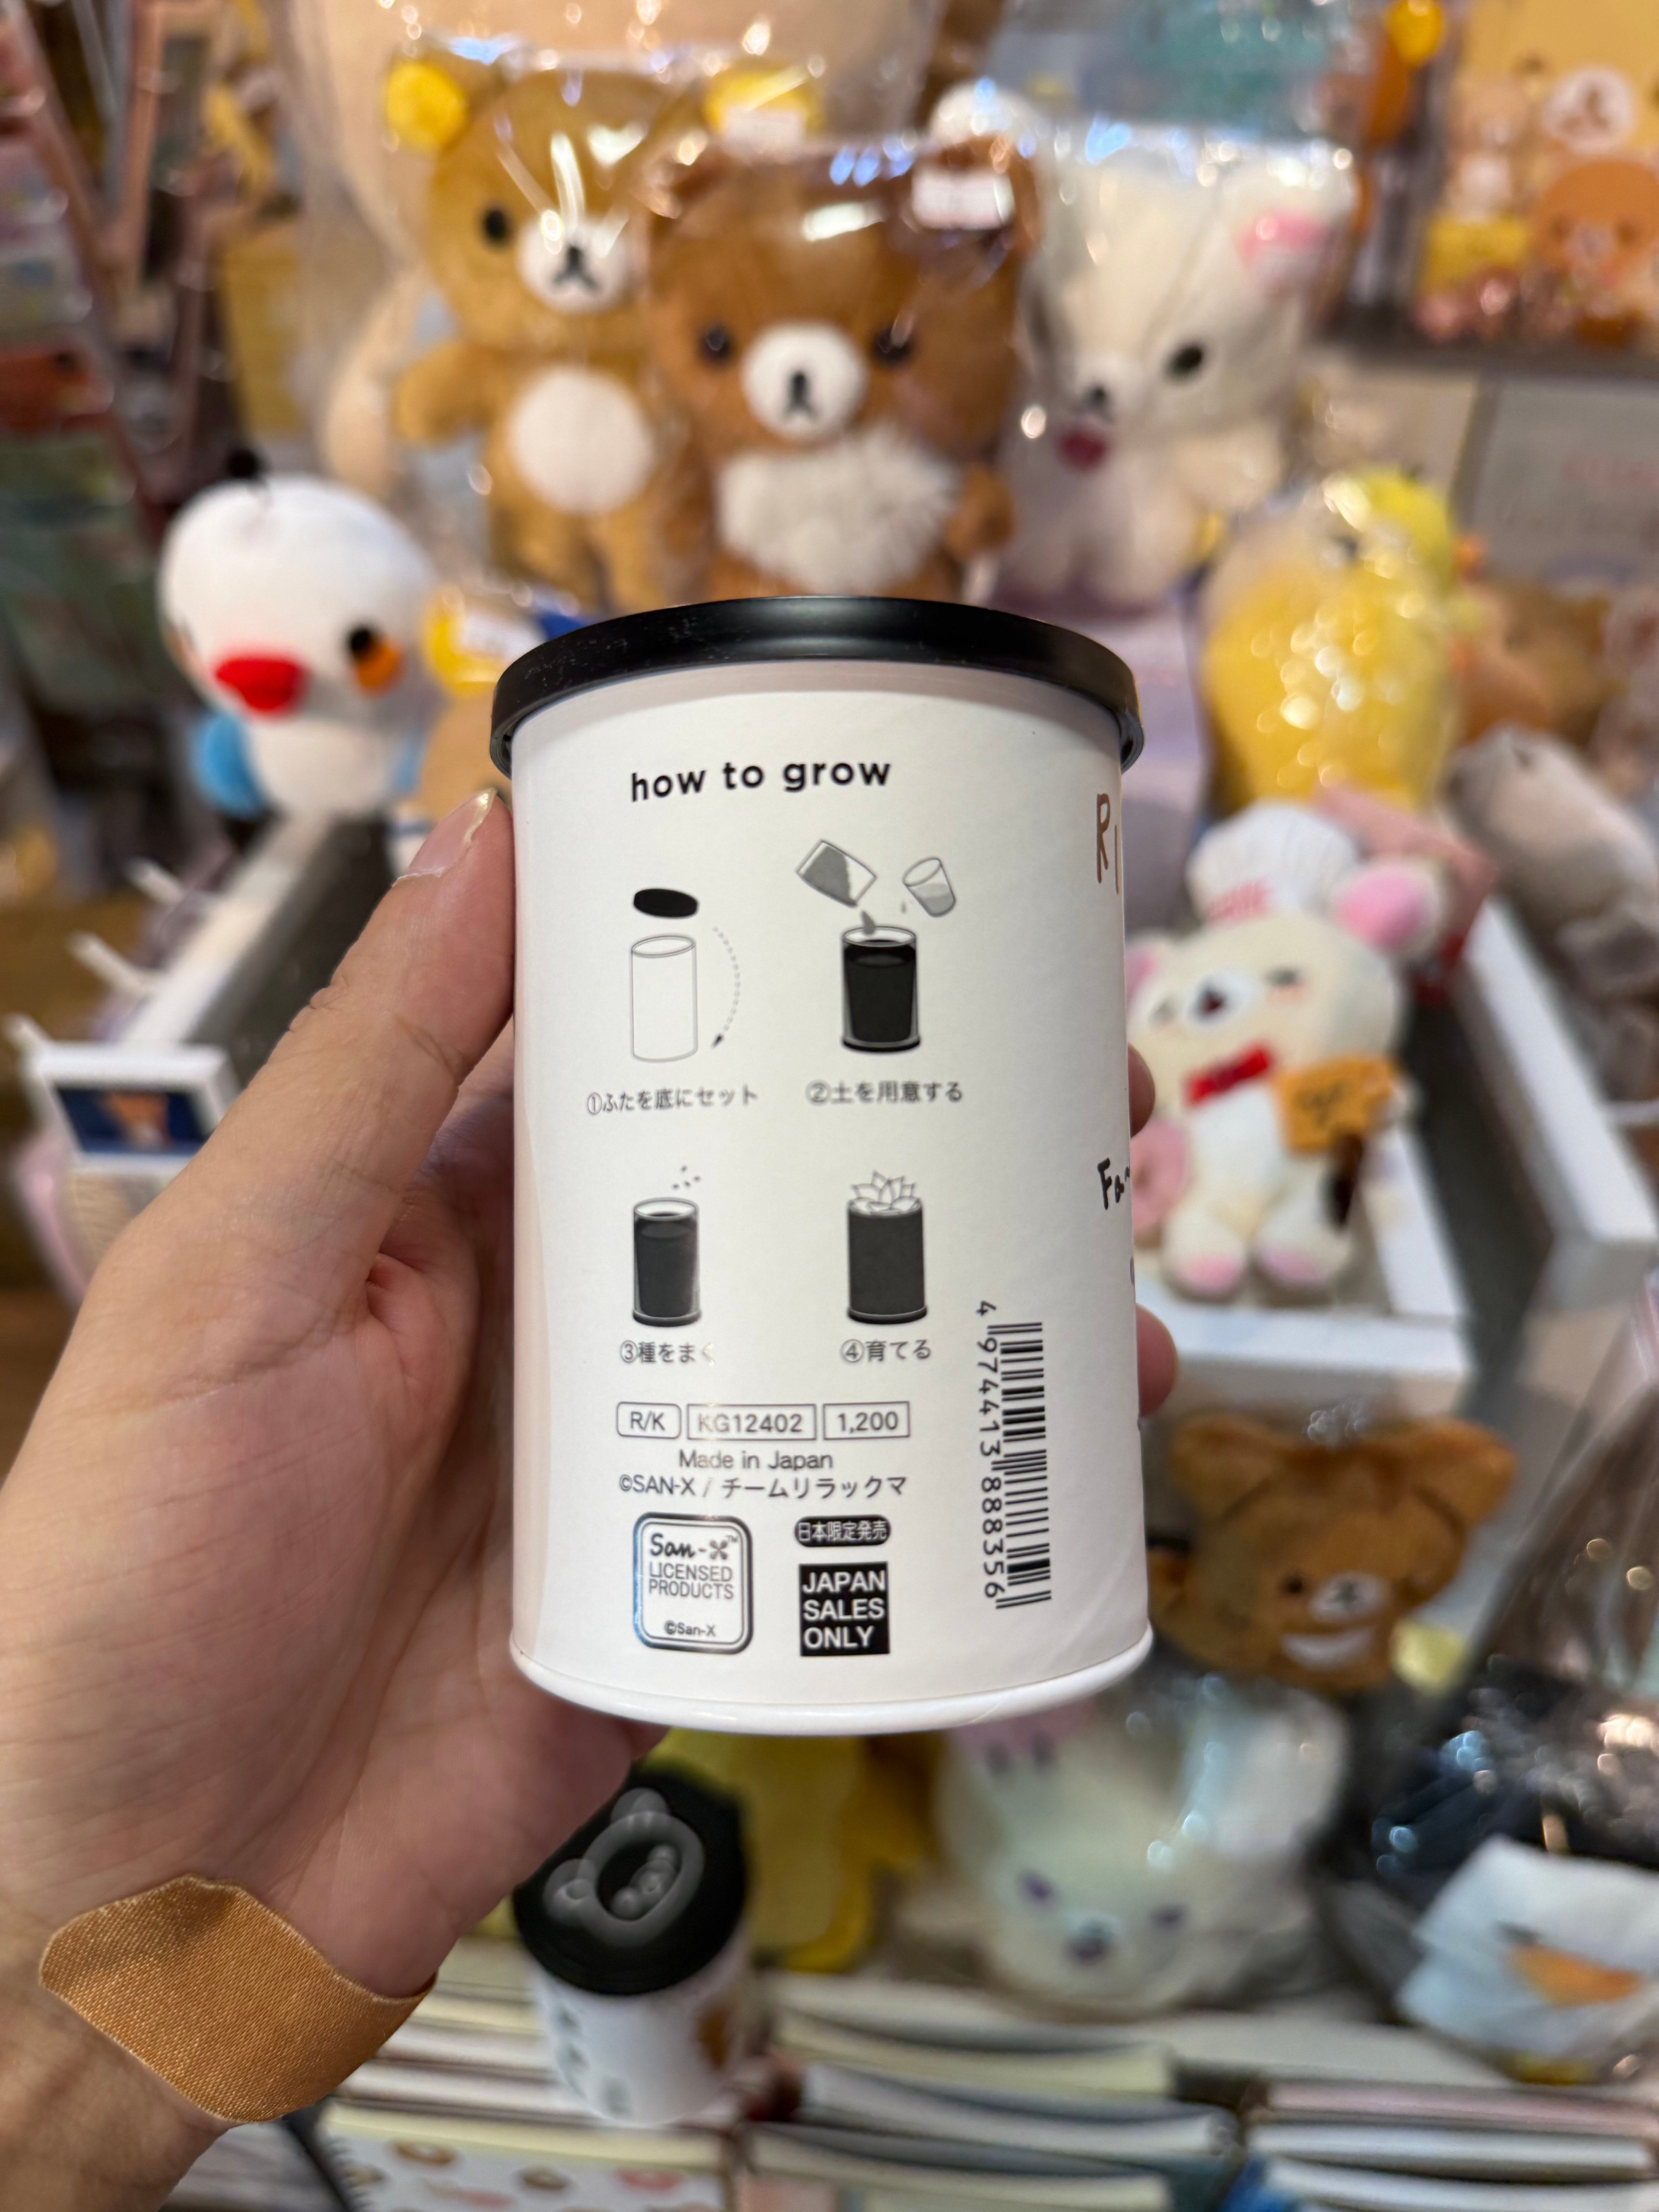 how to grow
①ふたを底にセット
②土を用意する
③種をまく
④育てる
R/K KG12402 1,200
Made in Japan
©SAN-X / チームリラックマ
San-X™
LICENSED
PRODUCTS
©San-X
日本限定発売
JAPAN
SALES
ONLY
4974413888356